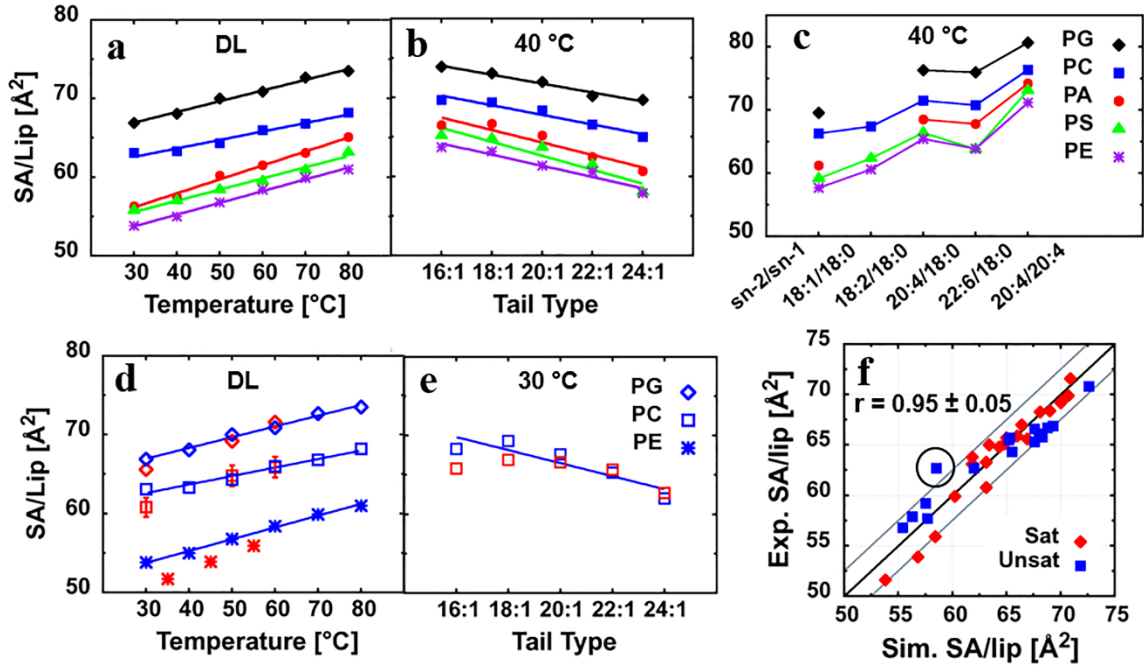 a
DL
SA/Lip [Å²]
80
70
60
50
30 40 50 60 70 80
Temperature [°C]
b
40 °C
16:1 18:1 20:1 22:1 24:1
Tail Type
c
40 °C
PG
PC
PA
PS
PE
SA/Lip [Å²]
80
70
60
50
sn-2/sn-1
18:1/18:0
18:2/18:0
20:4/18:0
22:6/18:0
20:4/20:4
d
DL
SA/Lip [Å²]
80
70
60
50
30 40 50 60 70 80
Temperature [°C]
e
30 °C
PG
PC
PE
16:1 18:1 20:1 22:1 24:1
Tail Type
f
r = 0.95 ± 0.05
Exp. SA/lip [Å²]
75
70
65
60
55
50
Sat
Unsat
50 55 60 65 70 75
Sim. SA/lip [Å²]